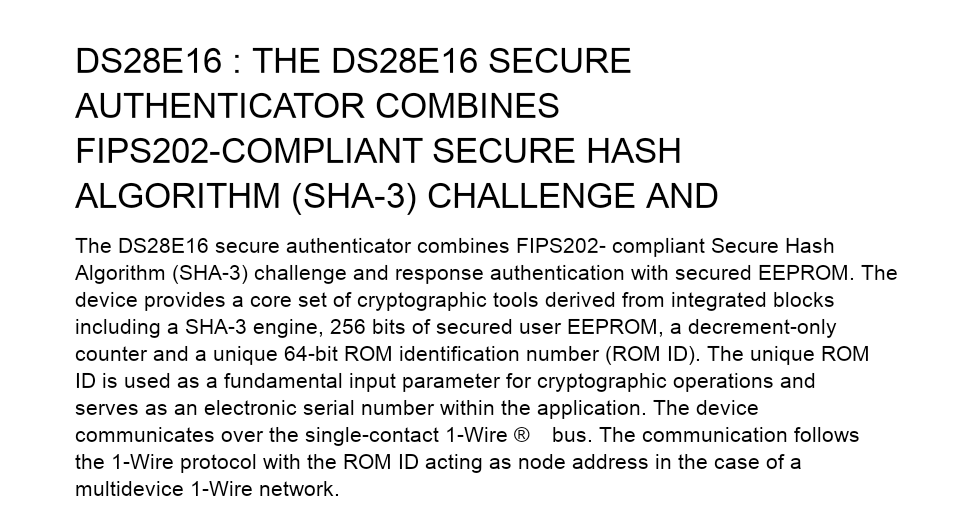 DS28E16 : THE DS28E16 SECURE
AUTHENTICATOR COMBINES
FIPS202-COMPLIANT SECURE HASH
ALGORITHM (SHA-3) CHALLENGE AND
The DS28E16 secure authenticator combines FIPS202- compliant Secure Hash
Algorithm (SHA-3) challenge and response authentication with secured EEPROM. The
device provides a core set of cryptographic tools derived from integrated blocks
including a SHA-3 engine, 256 bits of secured user EEPROM, a decrement-only
counter and a unique 64-bit ROM identification number (ROM ID). The unique ROM
ID is used as a fundamental input parameter for cryptographic operations and
serves as an electronic serial number within the application. The device
communicates over the single-contact 1-Wire ® bus. The communication follows
the 1-Wire protocol with the ROM ID acting as node address in the case of a
multidevice 1-Wire network.